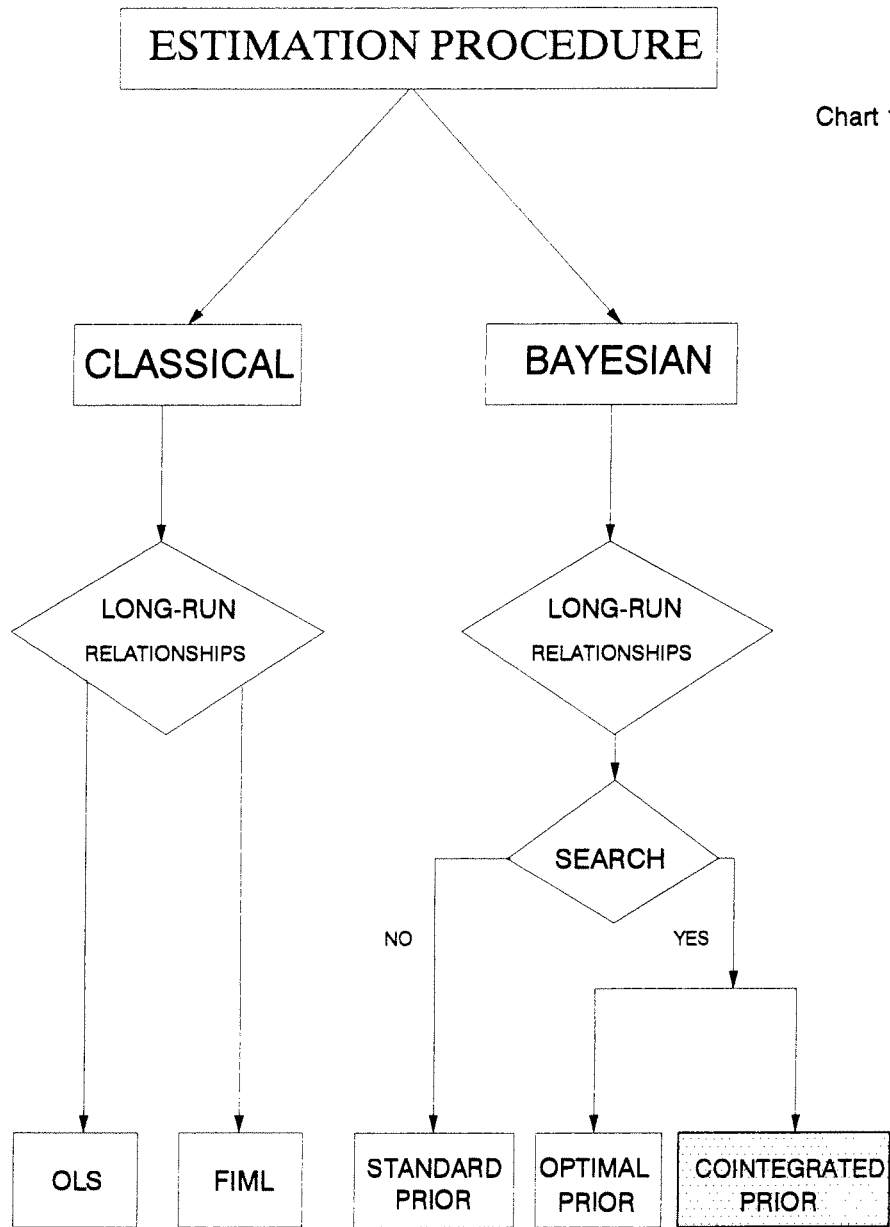 ESTIMATION PROCEDURE
Chart
CLASSICAL
BAYESIAN
LONG-RUN
RELATIONSHIPS
LONG-RUN
RELATIONSHIPS
SEARCH
NO
YES
OLS
FIML
STANDARD
PRIOR
OPTIMAL
PRIOR
COINTEGRATED
PRIOR